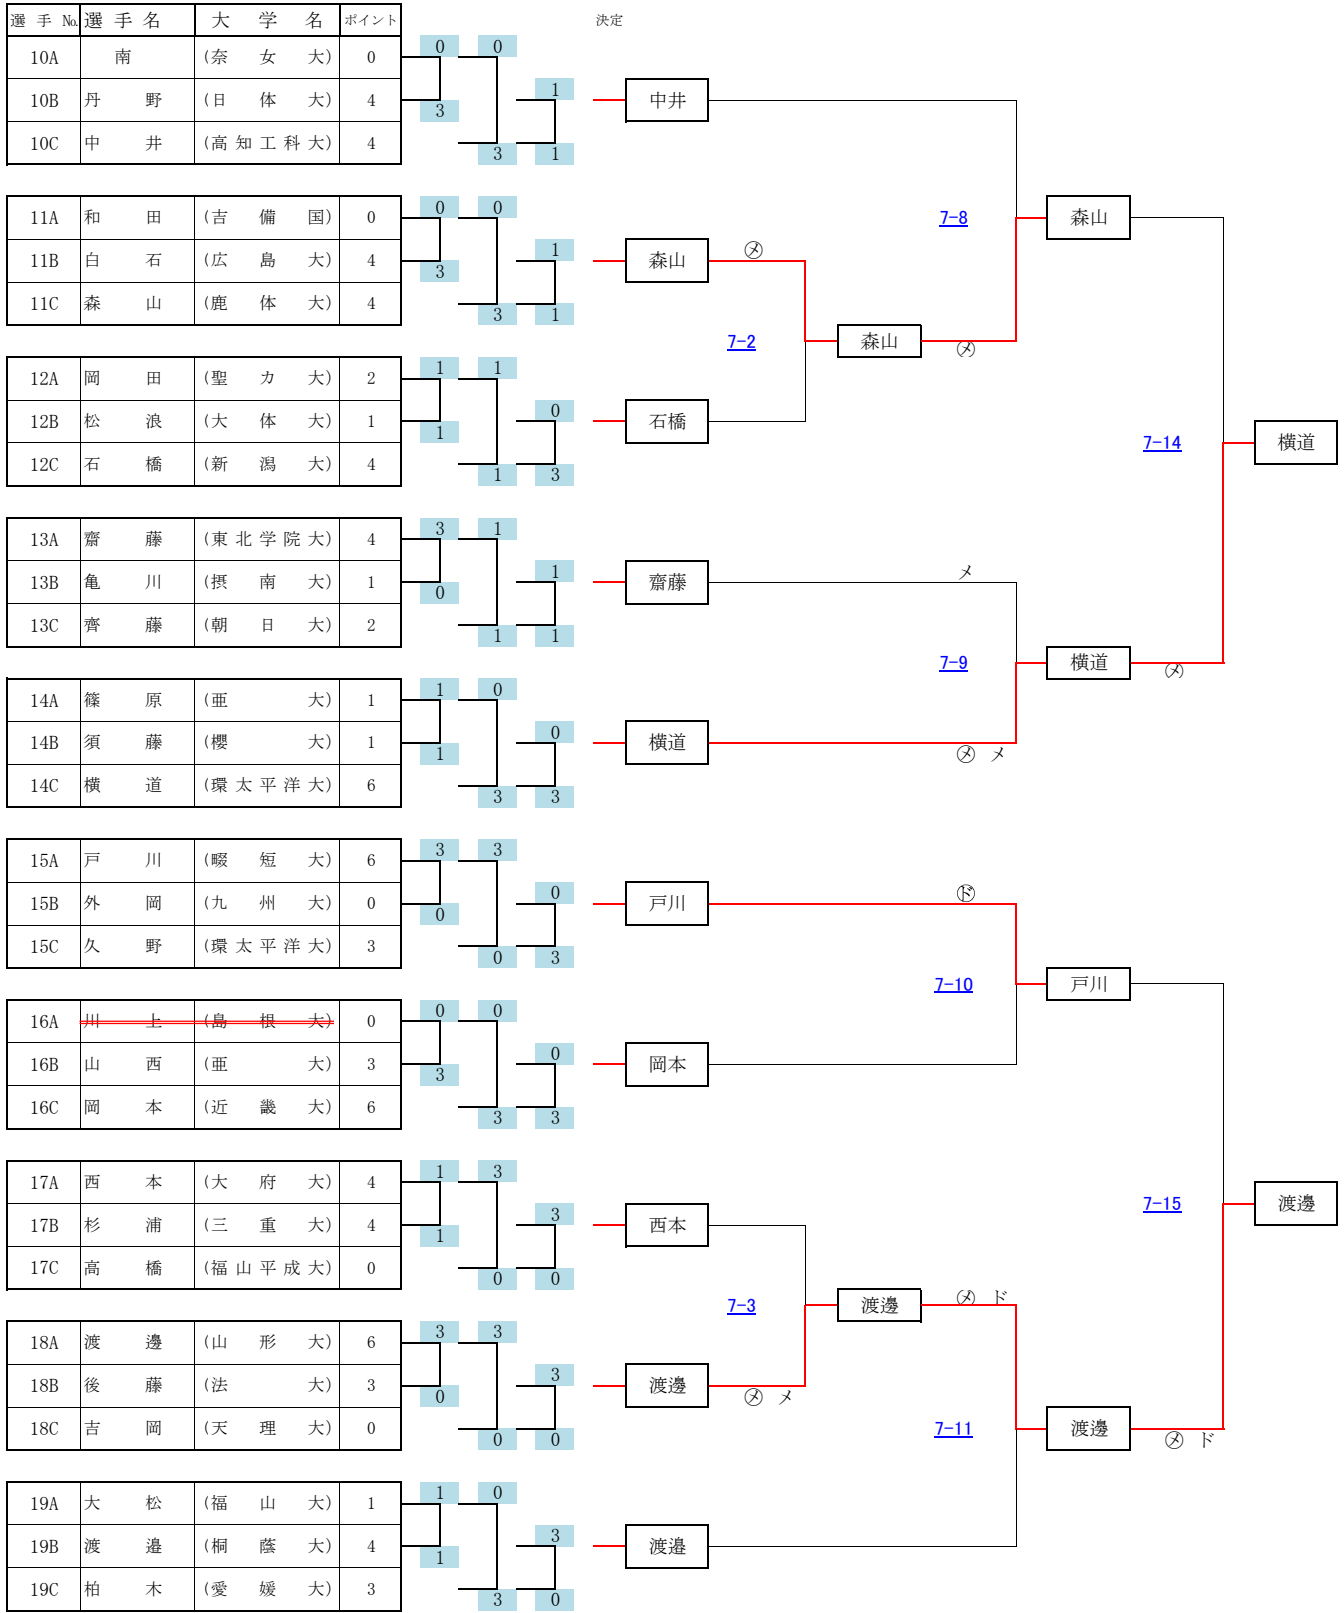 選手№ 選手名 大学名 ポイント 決定
10A 南 (奈女大) 0
10B 丹野 (日体大) 4
10C 中井 (高知工科大) 4
0 0
3
1
3 1
中井
11A 和田 (吉備国) 0
11B 白石 (広島大) 4
11C 森山 (鹿体大) 4
0 0
3
1
3 1
森山 ㋱
7-8
森山
7-2
森山 ㋱
12A 岡田 (聖カ大) 2
12B 松浪 (大体大) 1
12C 石橋 (新潟大) 4
1 1
1
0
1 3
石橋
7-14
横道
13A 齋藤 (東北学院大) 4
13B 亀川 (摂南大) 1
13C 齊藤 (朝日大) 2
3 1
0
1
1 1
齋藤 メ
7-9
横道 ㋱
14A 篠原 (亜大) 1
14B 須藤 (櫻大) 1
14C 横道 (環太平洋大) 6
1 0
1
0
3 3
横道 ㋱ メ
15A 戸川 (畷短大) 6
15B 外岡 (九州大) 0
15C 久野 (環太平洋大) 3
3 3
0
0
0 3
戸川 ㋣゙
7-10
戸川
16A 川上 (島根大) 0
16B 山西 (亜大) 3
16C 岡本 (近畿大) 6
0 0
3
0
3 3
岡本
17A 西本 (大府大) 4
17B 杉浦 (三重大) 4
17C 高橋 (福山平成大) 0
1 3
1
3
0 0
西本
7-15
渡邊
7-3
渡邊 ㋱ ド
18A 渡邊 (山形大) 6
18B 後藤 (法大) 3
18C 吉岡 (天理大) 0
3 3
0
3
0 0
渡邊 ㋱ メ
7-11
渡邊 ㋱ ド
19A 大松 (福山大) 1
19B 渡邉 (桐蔭大) 4
19C 柏木 (愛媛大) 3
1 0
1
3
3 0
渡邉